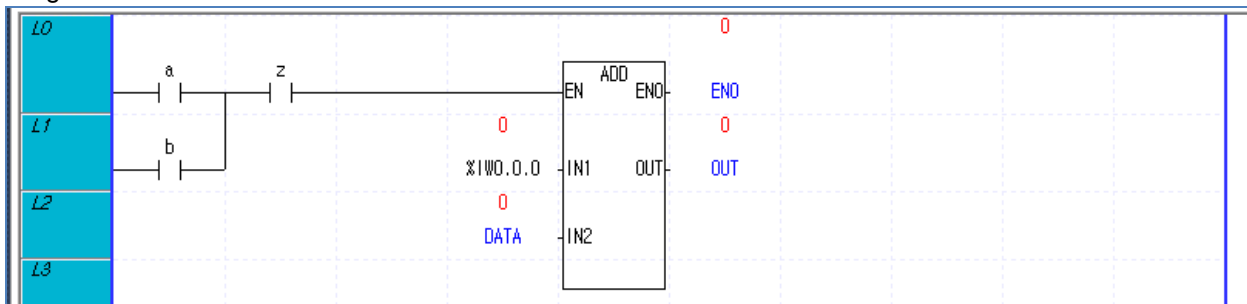 L0
0
a z ADD
EN ENO ENO
L1 0 0
b
%IW0.0.0 IN1 OUT OUT
L2 0
DATA IN2
L3